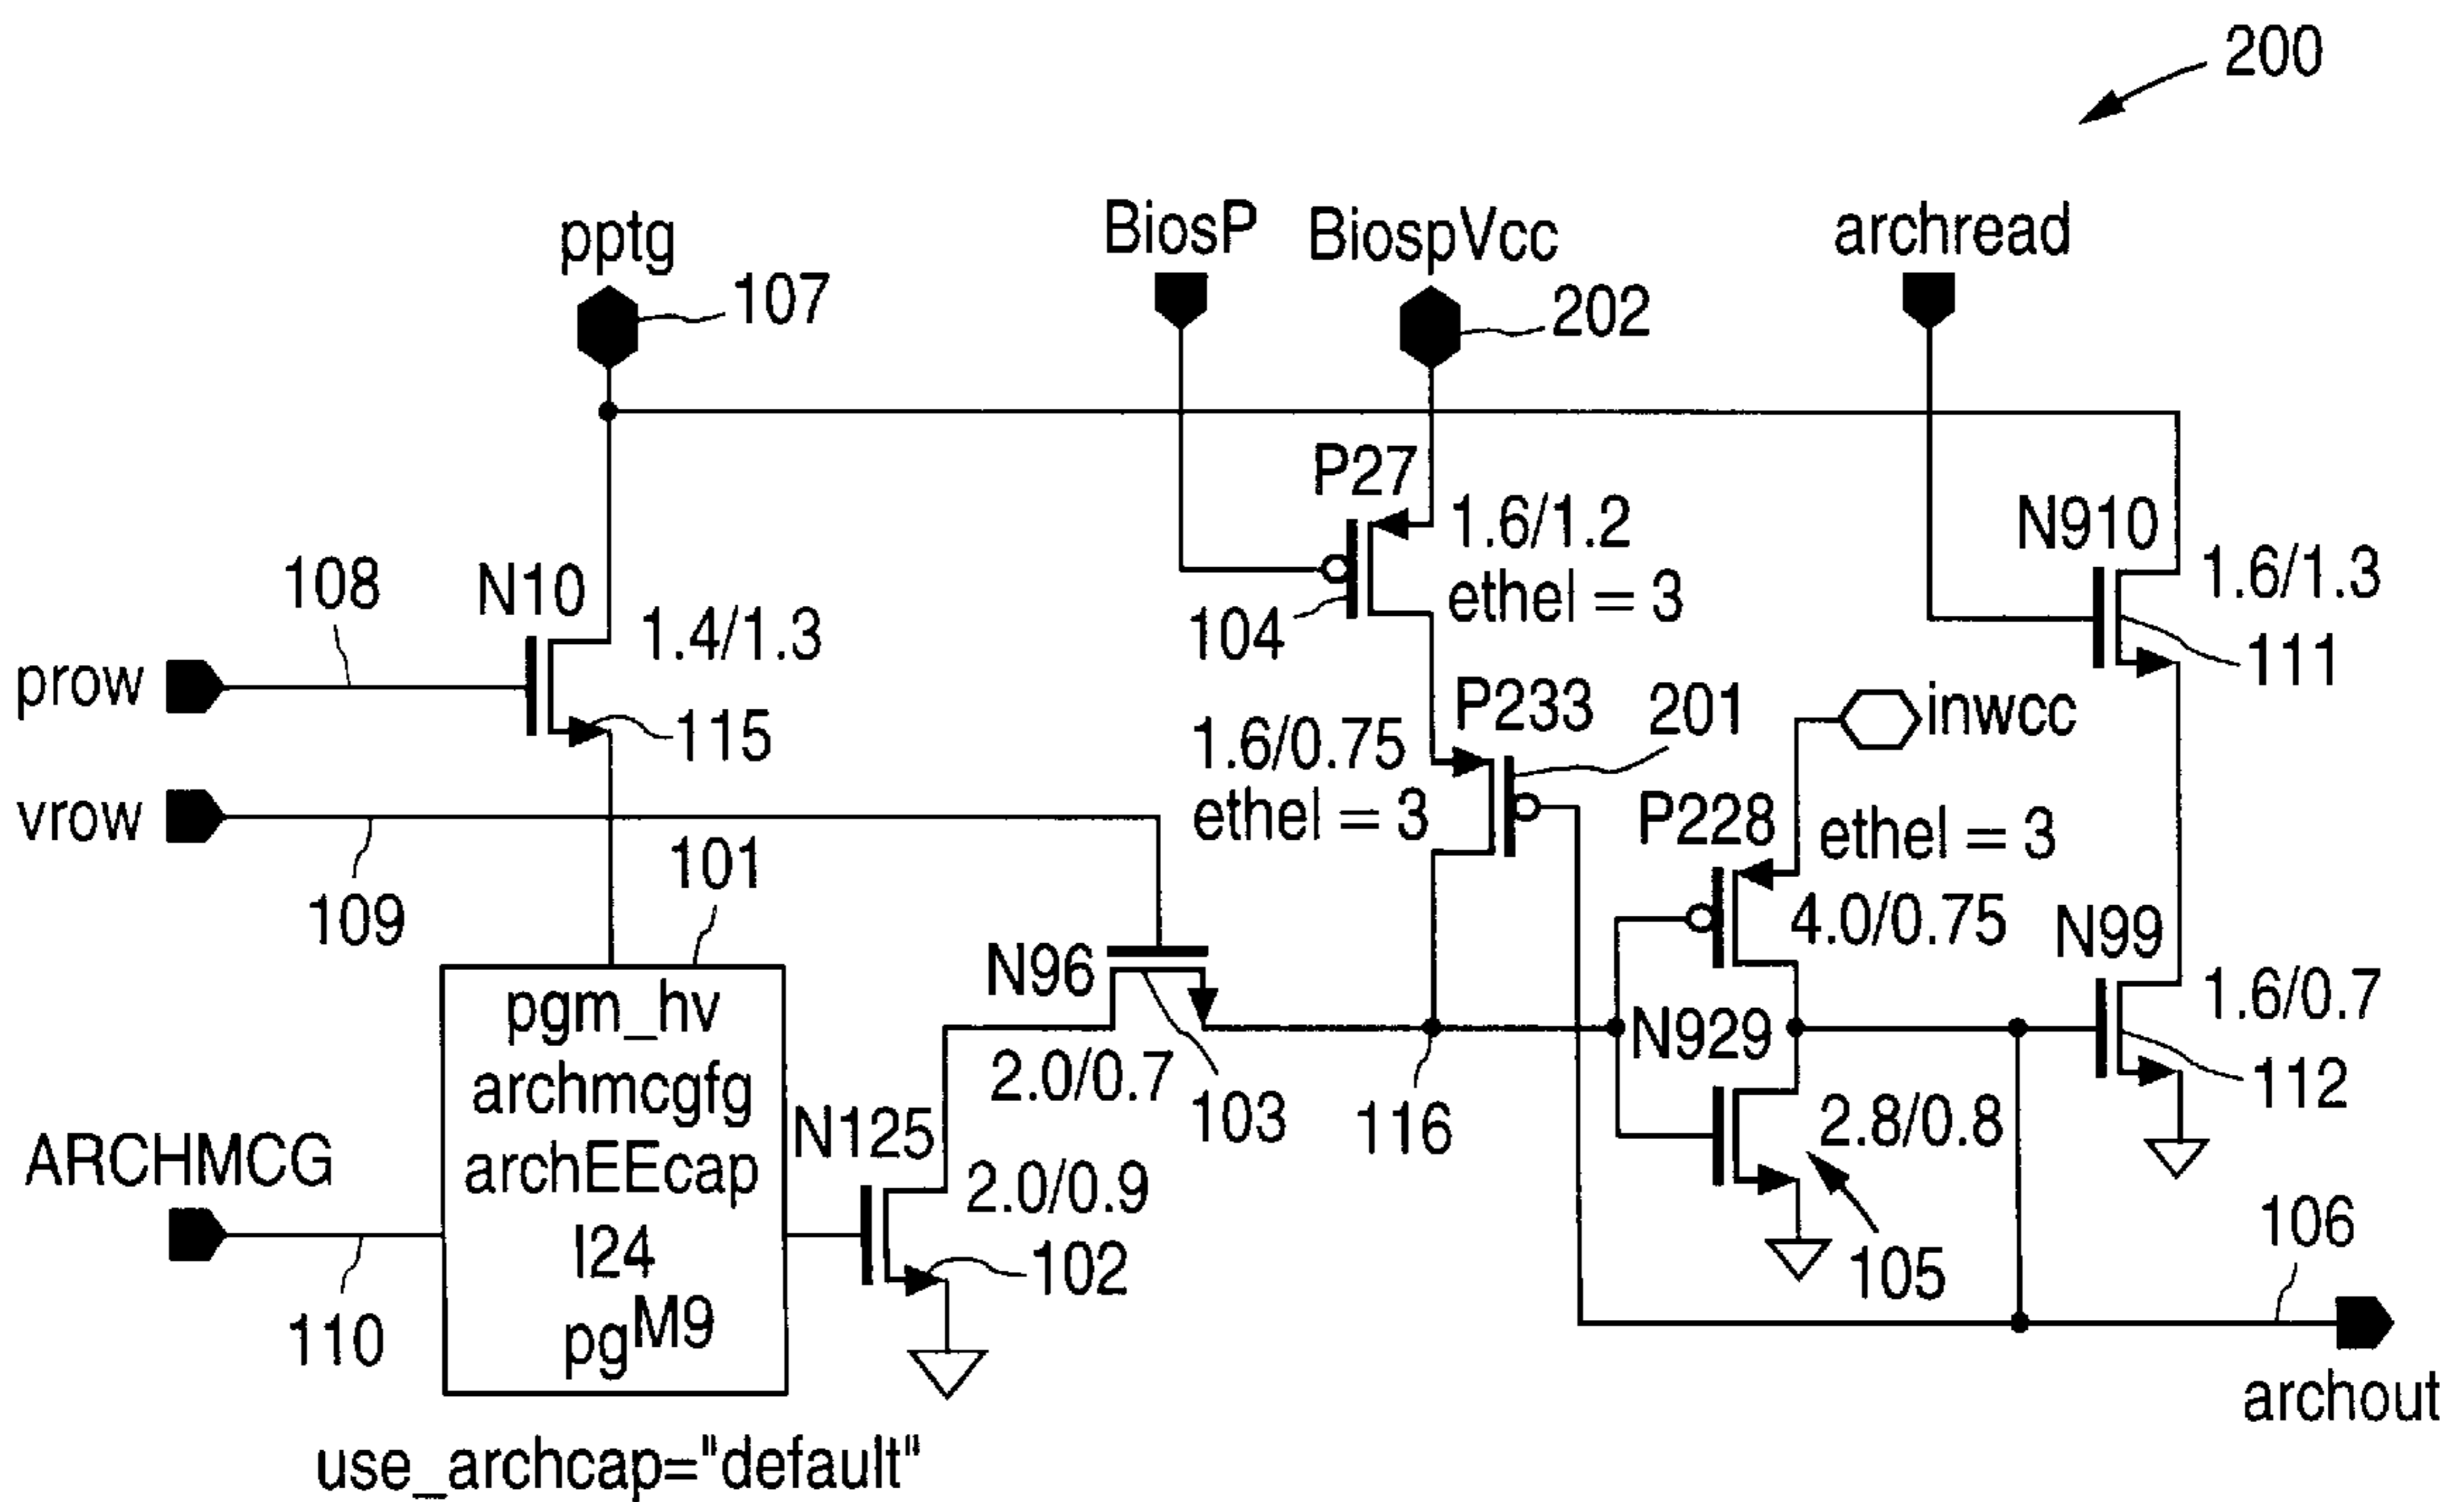 200
pptg
BiosP
BiospVcc
archread
107
202
P27
1.6/1.2
ethel = 3
104
N910
1.6/1.3
111
108
N10
1.4/1.3
prow
115
P233
201
1.6/0.75
ethel = 3
inwcc
vrow
109
101
P228
ethel = 3
4.0/0.75
N96
2.0/0.7
103
116
N929
N99
1.6/0.7
112
2.8/0.8
105
pgm_hv
archmcgfg
archEEcap
I24
pgM9
N125
2.0/0.9
102
ARCHMCG
110
106
archout
use_archcap="default"